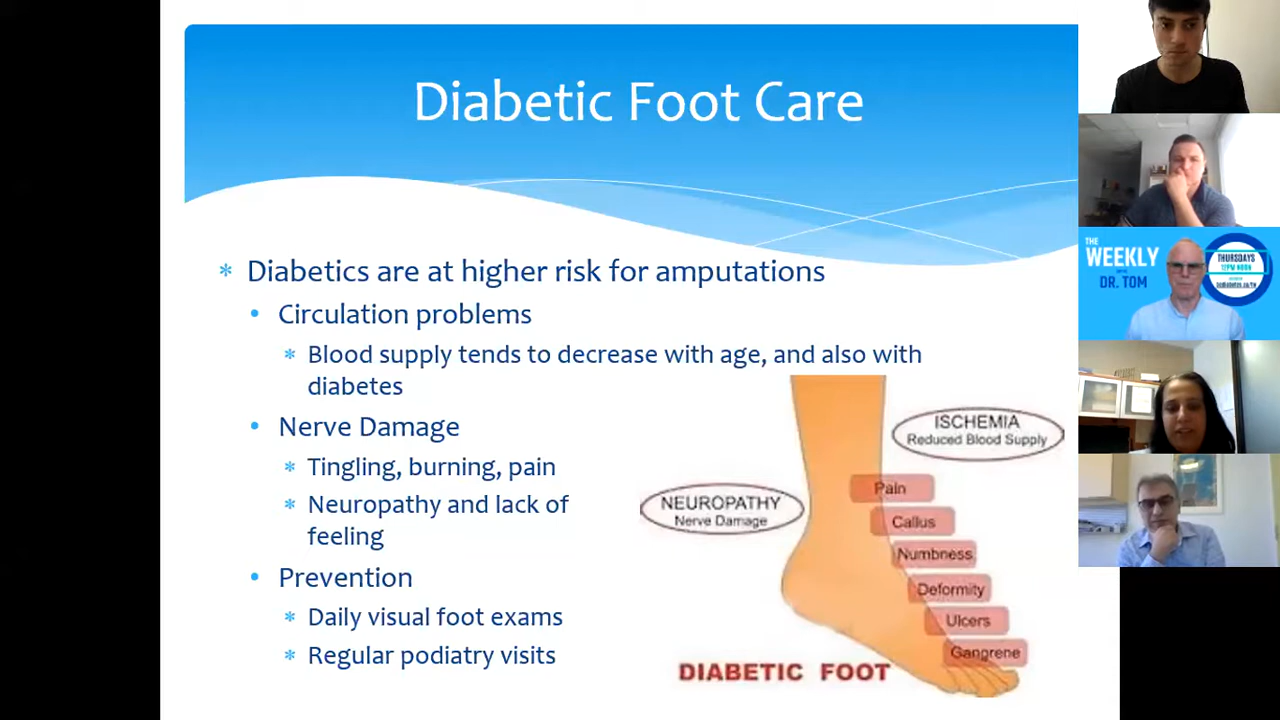 Diabetic Foot Care
* Diabetics are at higher risk for amputations
• Circulation problems
* Blood supply tends to decrease with age, and also with
diabetes
• Nerve Damage
* Tingling, burning, pain
* Neuropathy and lack of
feeling
• Prevention
* Daily visual foot exams
* Regular podiatry visits
ISCHEMIA
Reduced Blood Supply
NEUROPATHY
Nerve Damage
Pain
Callus
Numbness
Deformity
Ulcers
Gangrene
DIABETIC FOOT
THE
WEEKLY
DR. TOM
THURSDAYS
12PM NOON